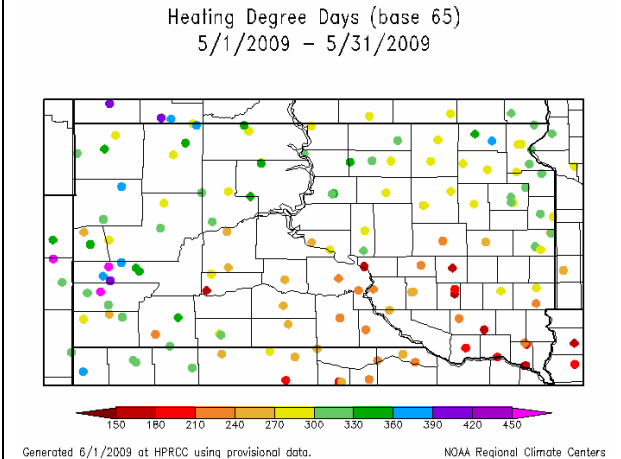 Heating Degree Days (base 65)
5/1/2009 – 5/31/2009
150 180 210 240 270 300 330 360 390 420 450
Generated 6/1/2009 at HPRCC using provisional data. NOAA Regional Climate Centers